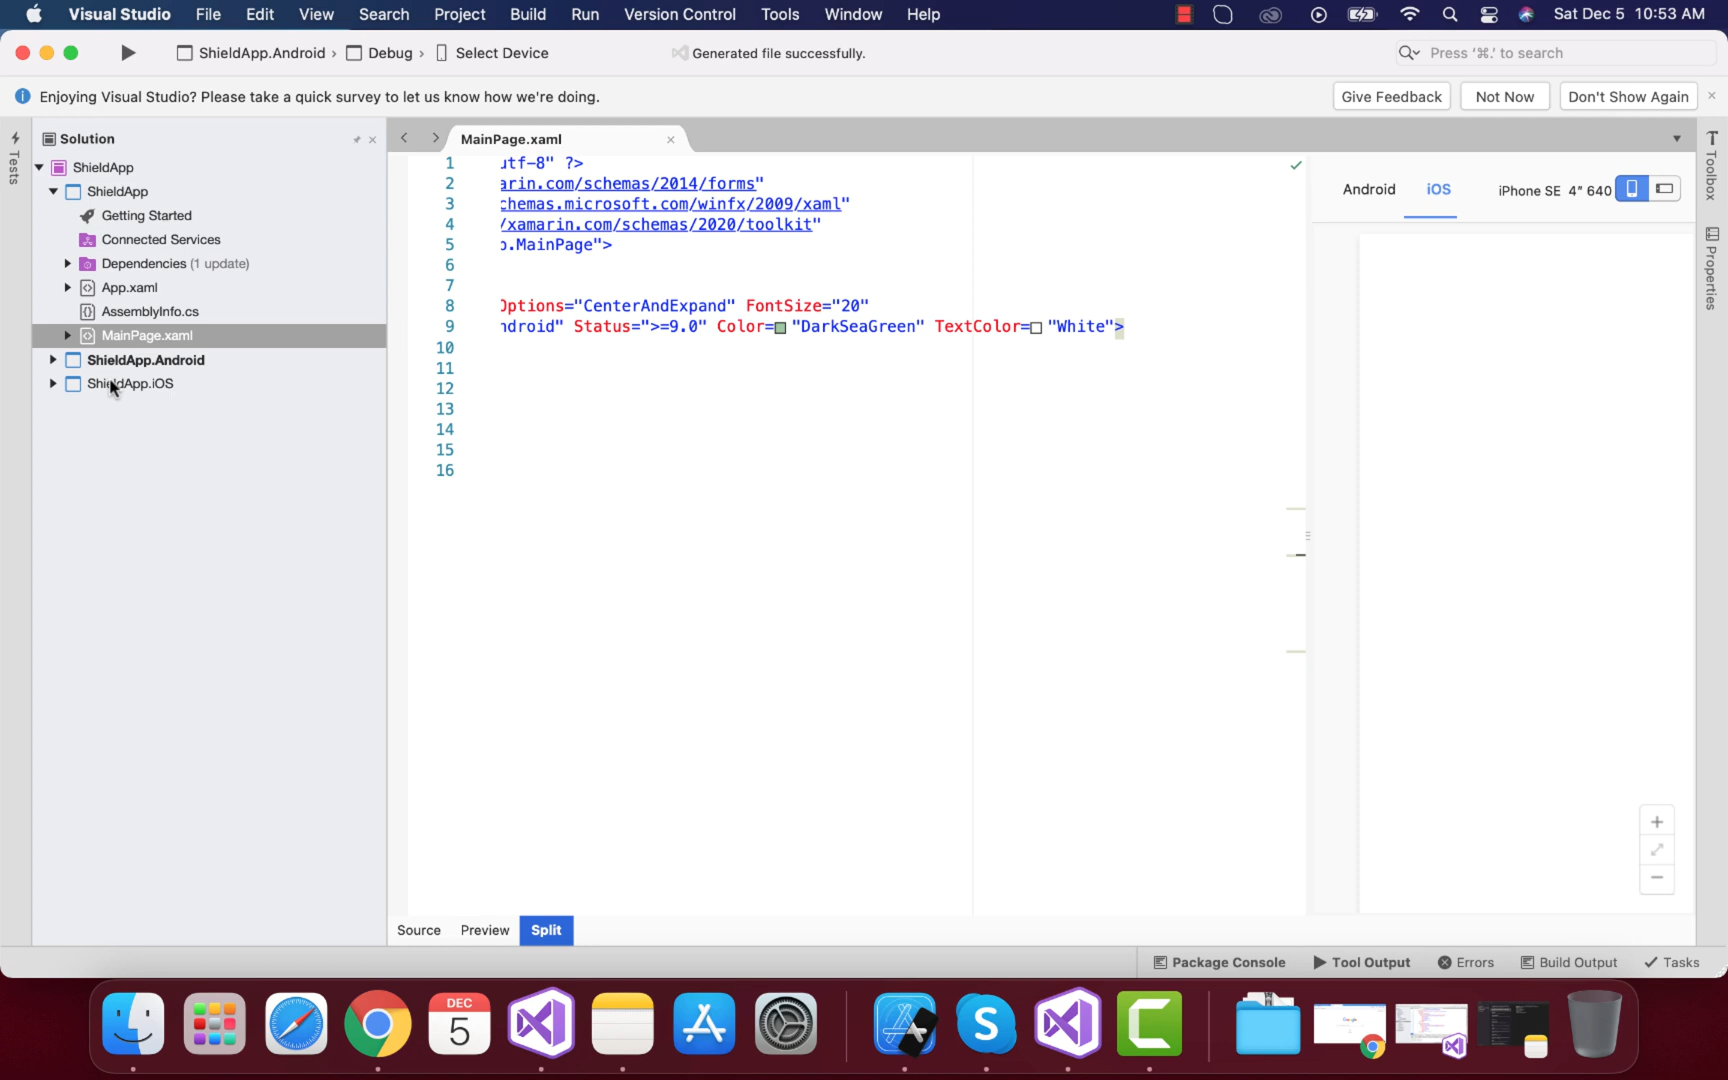 Visual Studio File Edit View Search Project Build Run Version Control Tools Window Help Sat Dec 5 10:53 AM
ShieldApp.Android › Debug › Select Device Generated file successfully. Press '⌘.' to search
Enjoying Visual Studio? Please take a quick survey to let us know how we're doing. Give Feedback Not Now Don't Show Again
Tests
Solution
ShieldApp
ShieldApp
Getting Started
Connected Services
Dependencies (1 update)
App.xaml
AssemblyInfo.cs
MainPage.xaml
ShieldApp.Android
ShieldApp.iOS
MainPage.xaml
1 utf-8" ?>
2 arin.com/schemas/2014/forms"
3 chemas.microsoft.com/winfx/2009/xaml"
4 /xamarin.com/schemas/2020/toolkit"
5 p.MainPage">
6
7
8 Options="CenterAndExpand" FontSize="20"
9 ndroid" Status=">=9.0" Color= "DarkSeaGreen" TextColor= "White">
10
11
12
13
14
15
16
Android iOS iPhone SE 4" 640
Toolbox
Properties
Source Preview Split
Package Console Tool Output Errors Build Output Tasks
DEC
5